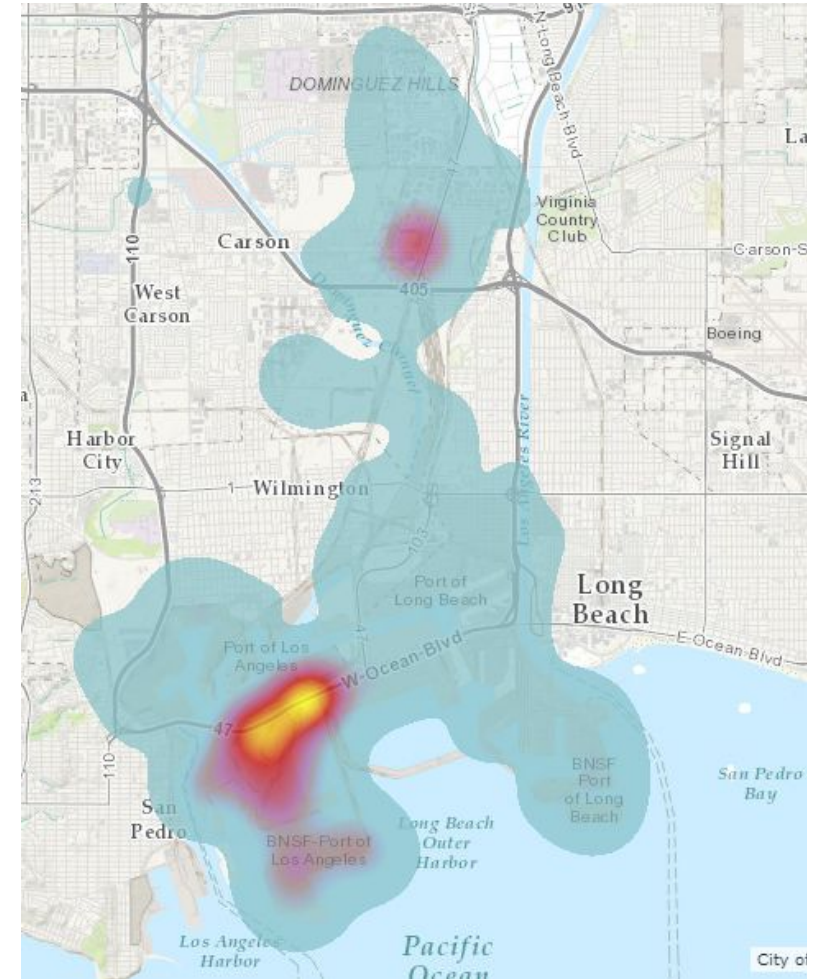 91
N-Long-Beach-Blvd
DOMINGUEZ HILLS
La
Virginia
Country
Club
Carson
Carson-S
110
405
West
Carson
Dominguez Channel
Boeing
a
Los Angeles River
Harbor
City
Signal
Hill
213
1
Wilmington
103
Port of
Long Beach
Long
Beach
Port of Los
Angeles
E-Ocean-Blvd
W-Ocean-Blvd
47
110
BNSF
Port
of Long
Beach
San Pedro
Bay
San
Pedro
BNSF-Port of
Los Angeles
Long Beach
Outer
Harbor
Los Angeles
Harbor
Pacific
Ocean
City of